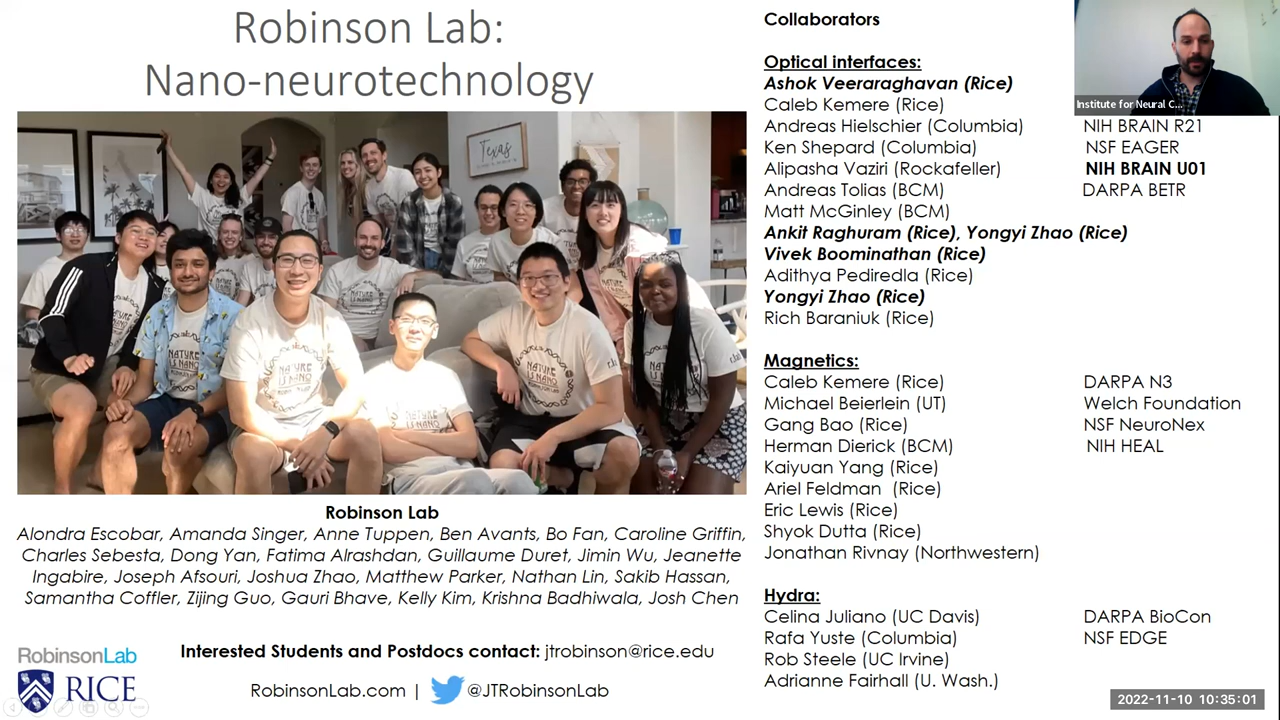 Robinson Lab:
Nano-neurotechnology
Texas
NATURE
IS NANO
Robinson Lab
Alondra Escobar, Amanda Singer, Anne Tuppen, Ben Avants, Bo Fan, Caroline Griffin,
Charles Sebesta, Dong Yan, Fatima Alrashdan, Guillaume Duret, Jimin Wu, Jeanette
Ingabire, Joseph Afsouri, Joshua Zhao, Matthew Parker, Nathan Lin, Sakib Hassan,
Samantha Coffler, Zijing Guo, Gauri Bhave, Kelly Kim, Krishna Badhiwala, Josh Chen
Interested Students and Postdocs contact: jtrobinson@rice.edu
RobinsonLab
RICE
RobinsonLab.com | @JTRobinsonLab
Collaborators
Optical interfaces:
Ashok Veeraraghavan (Rice)
Caleb Kemere (Rice)
Andreas Hielschier (Columbia) NIH BRAIN R21
Ken Shepard (Columbia) NSF EAGER
Alipasha Vaziri (Rockafeller) NIH BRAIN U01
Andreas Tolias (BCM) DARPA BETR
Matt McGinley (BCM)
Ankit Raghuram (Rice), Yongyi Zhao (Rice)
Vivek Boominathan (Rice)
Adithya Pediredla (Rice)
Yongyi Zhao (Rice)
Rich Baraniuk (Rice)
Magnetics:
Caleb Kemere (Rice) DARPA N3
Michael Beierlein (UT) Welch Foundation
Gang Bao (Rice) NSF NeuroNex
Herman Dierick (BCM) NIH HEAL
Kaiyuan Yang (Rice)
Ariel Feldman (Rice)
Eric Lewis (Rice)
Shyok Dutta (Rice)
Jonathan Rivnay (Northwestern)
Hydra:
Celina Juliano (UC Davis) DARPA BioCon
Rafa Yuste (Columbia) NSF EDGE
Rob Steele (UC Irvine)
Adrianne Fairhall (U. Wash.)
Institute for Neural C...
2022-11-10 10:35:01